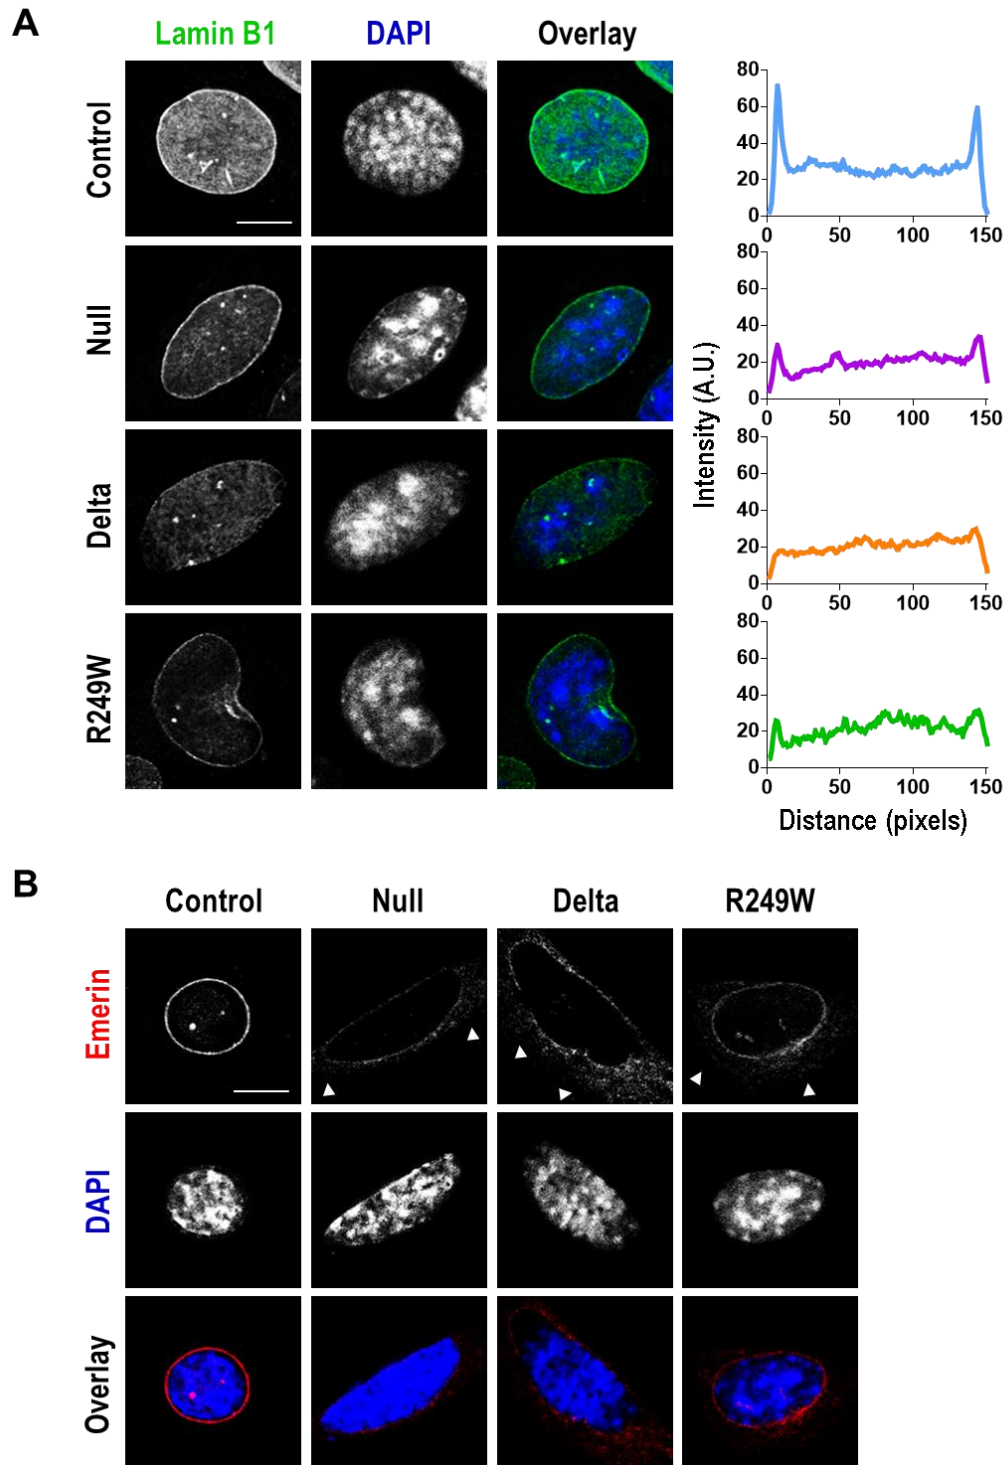 A
Lamin B1 DAPI Overlay
Control
Null
Delta
R249W
Intensity (A.U.)
80
60
40
20
0
0 50 100 150
80
60
40
20
0
0 50 100 150
80
60
40
20
0
0 50 100 150
80
60
40
20
0
0 50 100 150
Distance (pixels)
B
Control Null Delta R249W
Emerin
DAPI
Overlay